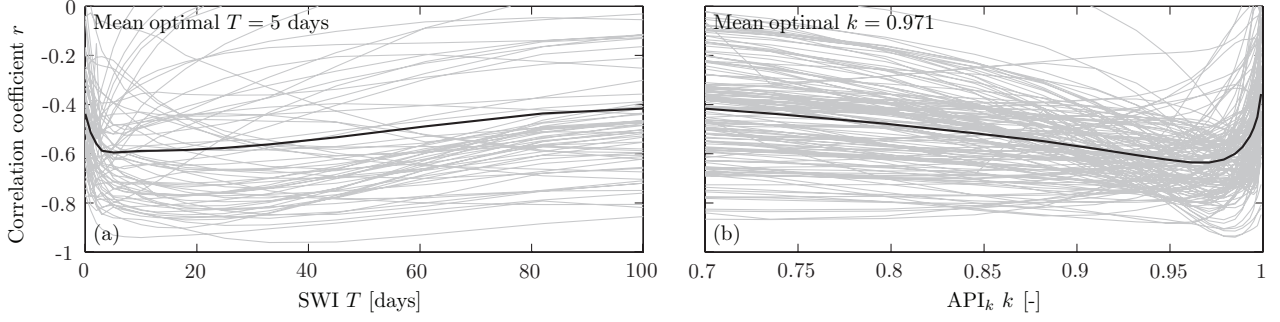 Mean optimal T = 5 days
Correlation coefficient r
0
-0.2
-0.4
-0.6
-0.8
-1
(a)
0 20 40 60 80 100
SWI T [days]
Mean optimal k = 0.971
(b)
0.7 0.75 0.8 0.85 0.9 0.95 1
APIₖ k [-]